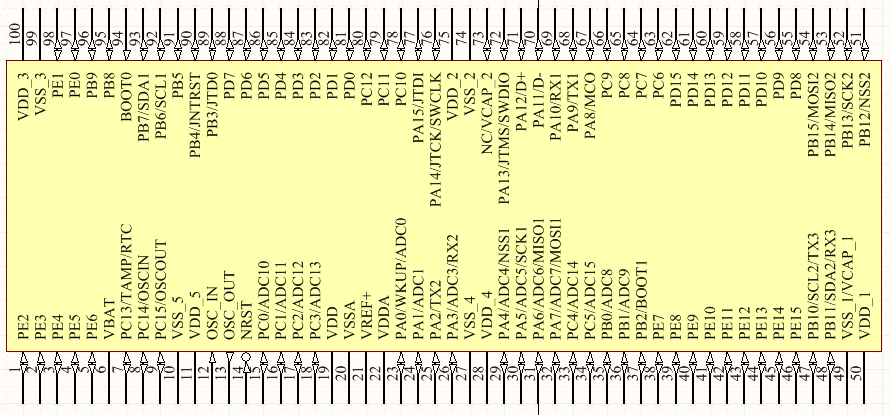 100 99 98 97 96 95 94 93 92 91 90 89 88 87 86 85 84 83 82 81 80 79 78 77 76 75 74 73 72 71 70 69 68 67 66 65 64 63 62 61 60 59 58 57 56 55 54 53 52 51
VDD_3
VSS_3
PE1
PE0
PB9
PB8
BOOT0
PB7/SDA1
PB6/SCL1
PB5
PB4/JNTRST
PB3/JTD0
PD7
PD6
PD5
PD4
PD3
PD2
PD1
PD0
PC12
PC11
PC10
PA15/JTDI
PA14/JTCK/SWCLK
VDD_2
VSS_2
NC/VCAP_2
PA13/JTMS/SWDIO
PA12/D+
PA11/D-
PA10/RX1
PA9/TX1
PA8/MCO
PC9
PC8
PC7
PC6
PD15
PD14
PD13
PD12
PD11
PD10
PD9
PD8
PB15/MOSI2
PB14/MISO2
PB13/SCK2
PB12/NSS2
PE2
PE3
PE4
PE5
PE6
VBAT
PC13/TAMP/RTC
PC14/OSCIN
PC15/OSCOUT
VSS_5
VDD_5
OSC_IN
OSC_OUT
NRST
PC0/ADC10
PC1/ADC11
PC2/ADC12
PC3/ADC13
VDD
VSSA
VREF+
VDDA
PA0/WKUP/ADC0
PA1/ADC1
PA2/TX2
PA3/ADC3/RX2
VSS_4
VDD_4
PA4/ADC4/NSS1
PA5/ADC5/SCK1
PA6/ADC6/MISO1
PA7/ADC7/MOSI1
PC4/ADC14
PC5/ADC15
PB0/ADC8
PB1/ADC9
PB2/BOOT1
PE7
PE8
PE9
PE10
PE11
PE12
PE13
PE14
PE15
PB10/SCL2/TX3
PB11/SDA2/RX3
VSS_1/VCAP_1
VDD_1
1 2 3 4 5 6 7 8 9 10 11 12 13 14 15 16 17 18 19 20 21 22 23 24 25 26 27 28 29 30 31 32 33 34 35 36 37 38 39 40 41 42 43 44 45 46 47 48 49 50